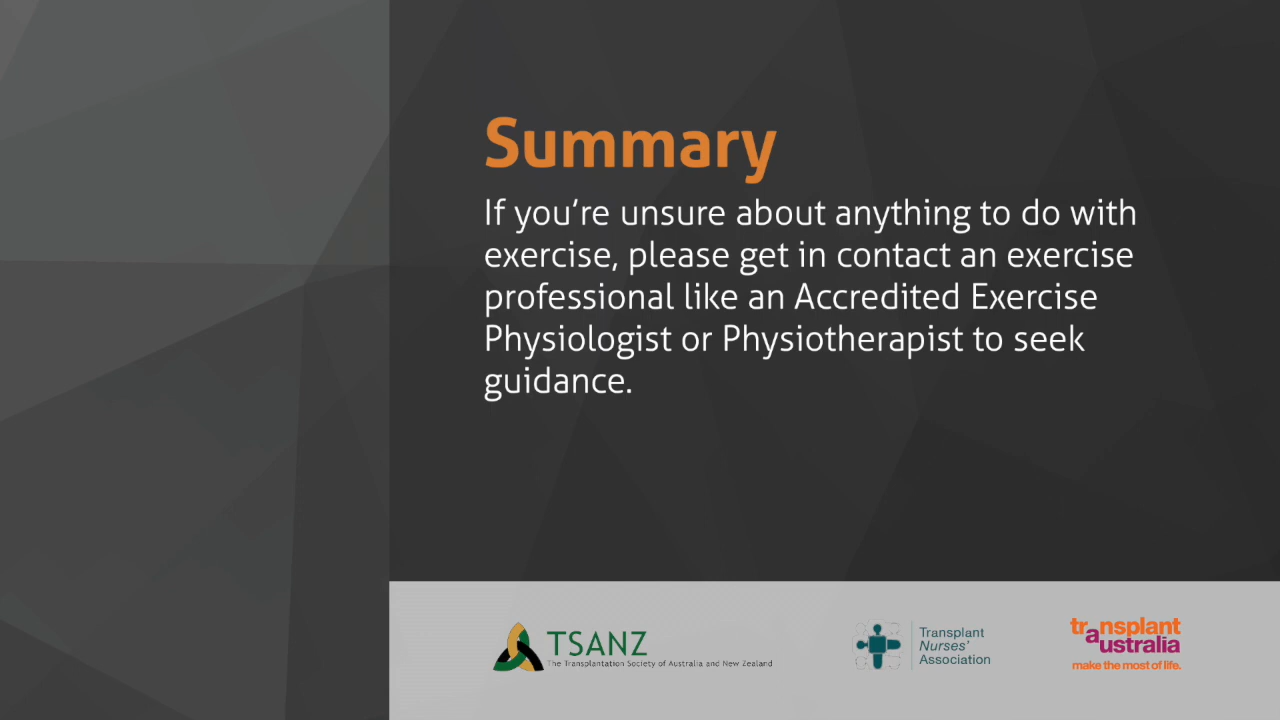 Summary
If you’re unsure about anything to do with
exercise, please get in contact an exercise
professional like an Accredited Exercise
Physiologist or Physiotherapist to seek
guidance.
TSANZ
The Transplantation Society of Australia and New Zealand
Transplant
Nurses’
Association
transplant
australia
make the most of life.